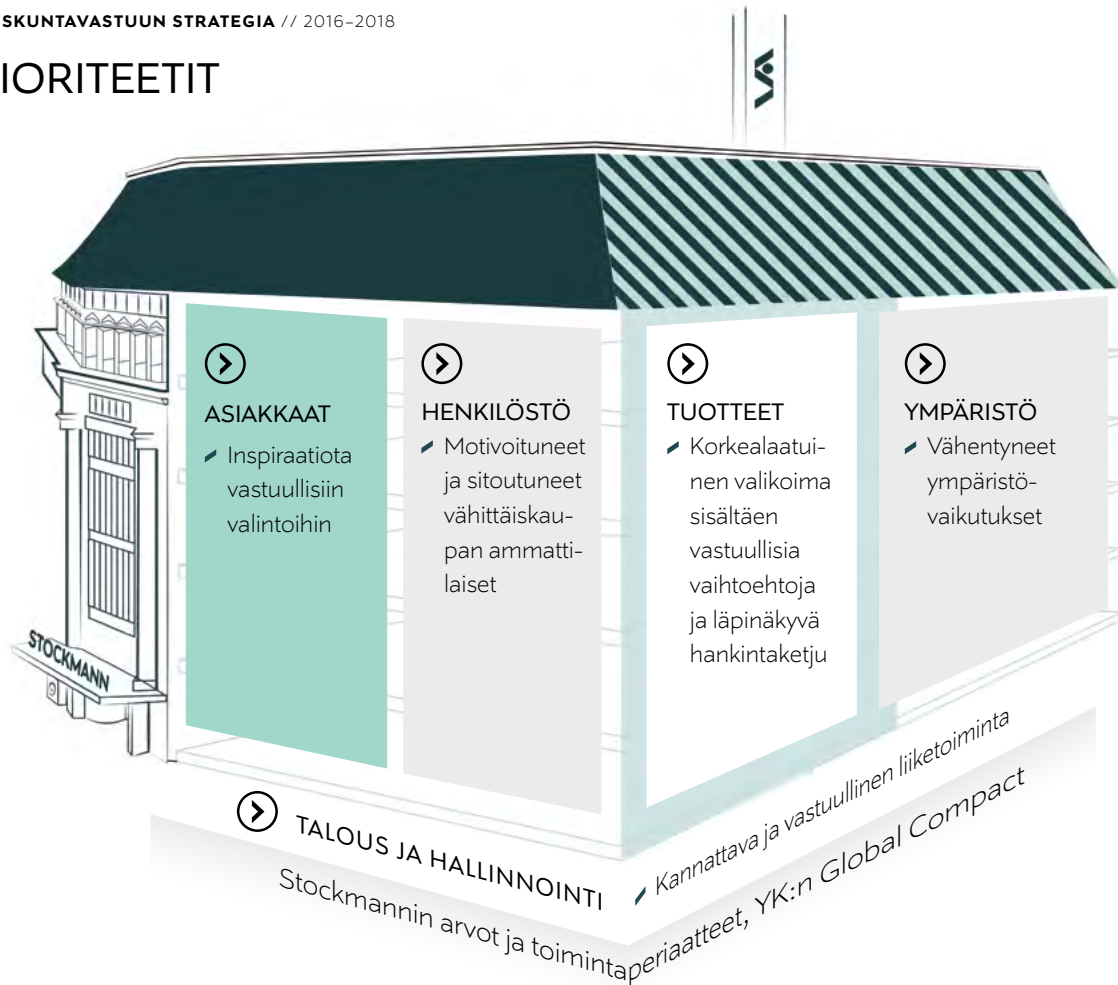 SKUNTAVASTUUN STRATEGIA // 2016–2018
IORITEETIT
ASIAKKAAT
Inspiraatiota
vastuullisiin
valintoihin
HENKILÖSTÖ
Motivoituneet
ja sitoutuneet
vähittäiskau-
pan ammatti-
laiset
TUOTTEET
Korkealaatui-
nen valikoima
sisältäen
vastuullisia
vaihtoehtoja
ja läpinäkyvä
hankintaketju
YMPÄRISTÖ
Vähentyneet
ympäristö-
vaikutukset
STOCKMANN
TALOUS JA HALLINNOINTI
Kannattava ja vastuullinen liiketoiminta
Stockmannin arvot ja toimintaperiaatteet, YK:n Global Compact